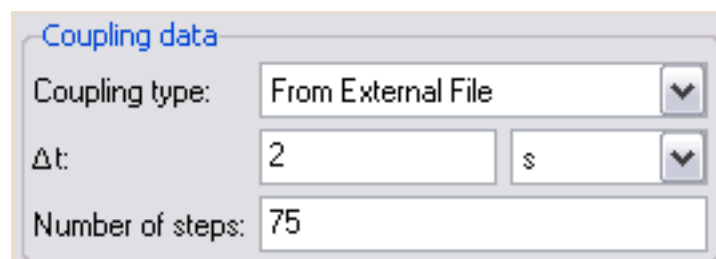 Coupling data
Coupling type: From External File
Δt: 2 s
Number of steps: 75